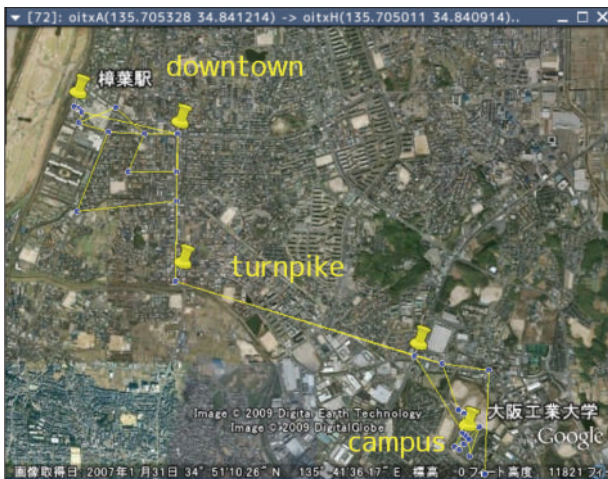 [72]: oitxA(135.705328 34.841214) -> oitxH(135.705011 34.840914)..
downtown
樟葉駅
turnpike
大阪工業大学
campus
Image © 2009 Digital Earth Technology
Image © 2009 DigitalGlobe
Google
画像取得日: 2007年1月31日 34° 51'10.26" N 135° 41'36.17" E 標高 0フィート高度 11821 フィー